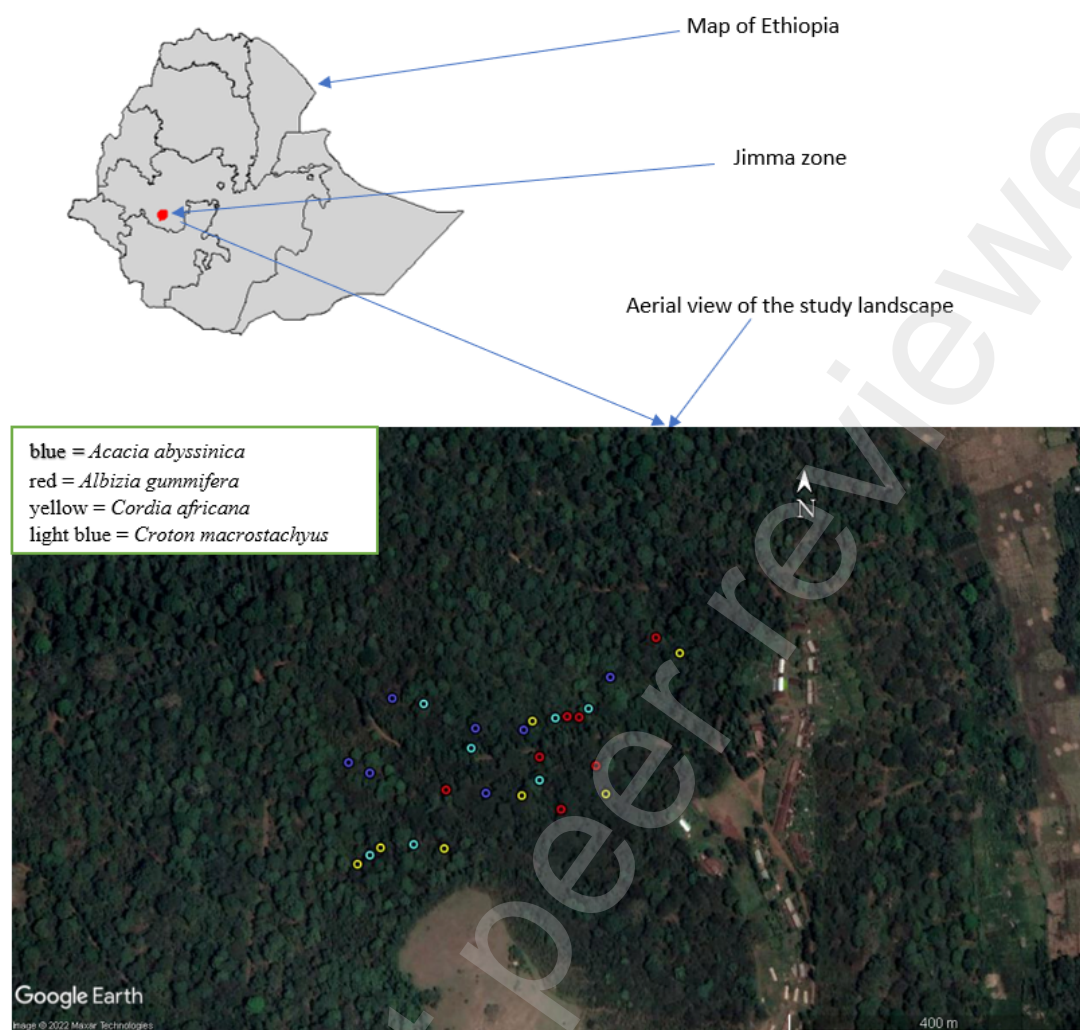 Map of Ethiopia
Jimma zone
Aerial view of the study landscape
blue = Acacia abyssinica
red = Albizia gummifera
yellow = Cordia africana
light blue = Croton macrostachyus
N
peer reviewe
Google Earth
Image © 2022 Maxar Technologies
400 m